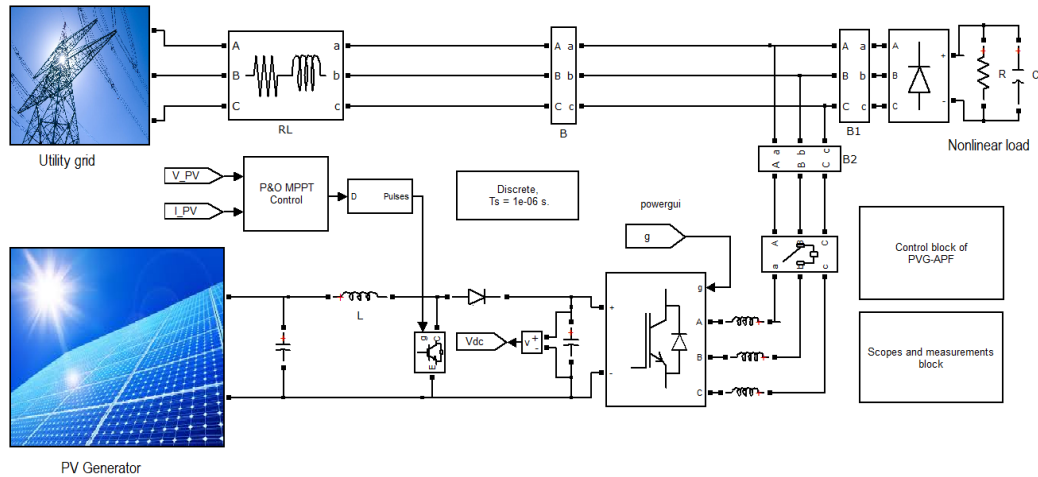 A a
B b
C c
RL
A a
B b
C c
B
A a
B b
C c
B1
A
B
C
+
-
R
C
Nonlinear load
Utility grid
V_PV
I_PV
P&O MPPT
Control
D Pulses
Discrete,
Ts = 1e-06 s.
powergui
g
a b c
A B C
B2
A B C
a b c
Control block of
PVG-APF
Scopes and measurements
block
L
g C
E
Vdc
v
+
-
+
-
g
A
B
C
PV Generator